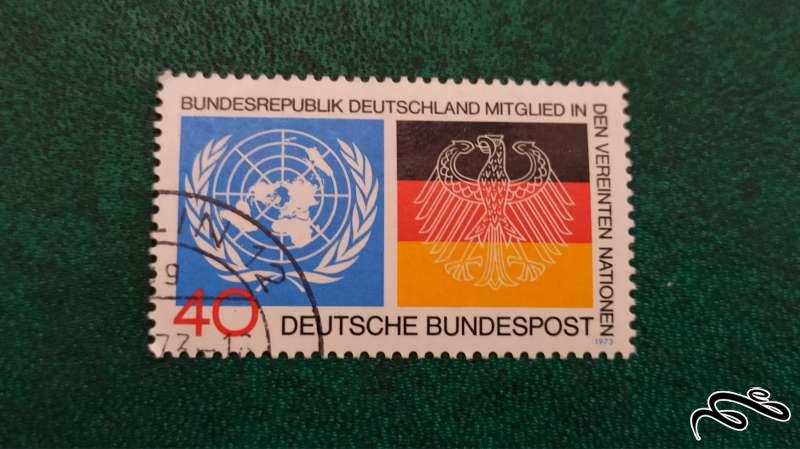 BUNDESREPUBLIK DEUTSCHLAND MITGLIED IN
DEN VEREINTEN NATIONEN
40
DEUTSCHE BUNDESPOST
1973